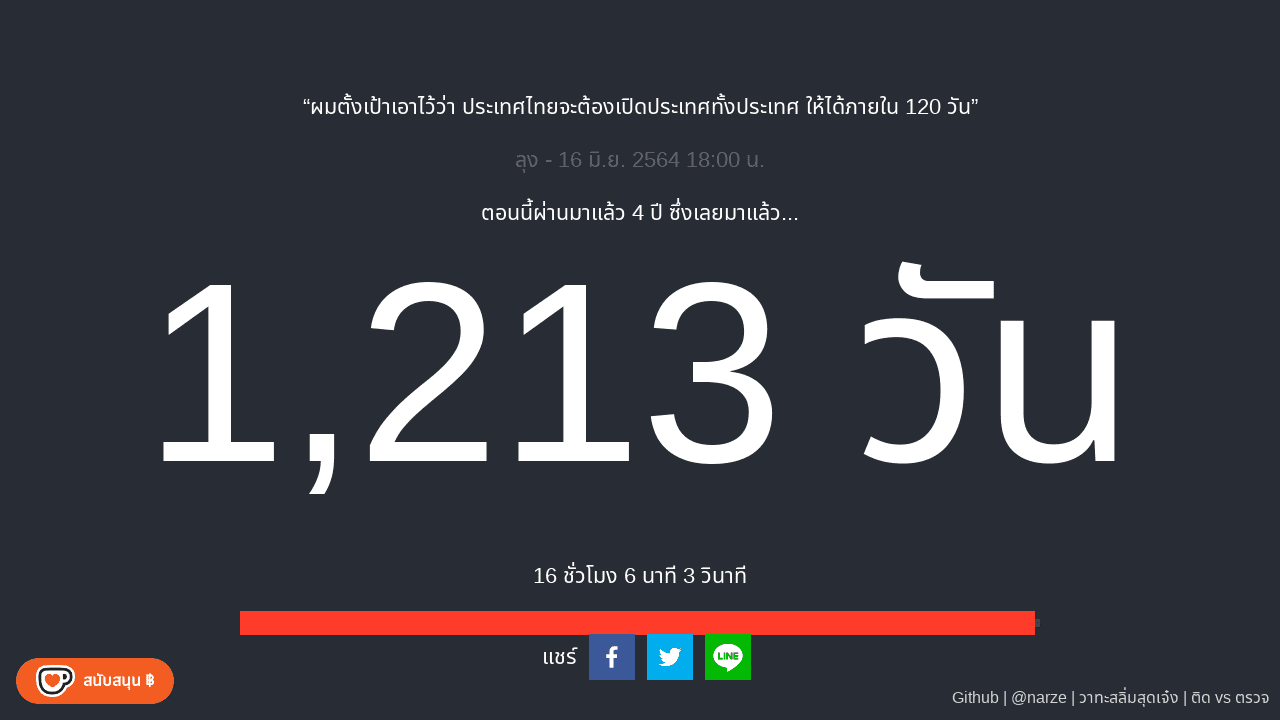 “ผมตั้งเป้าเอาไว้ว่า ประเทศไทยจะต้องเปิดประเทศทั้งประเทศ ให้ได้ภายใน 120 วัน”
ลุง - 16 มิ.ย. 2564 18:00 น.
ตอนนี้ผ่านมาแล้ว 4 ปี ซึ่งเลยมาแล้ว...
1,213 วัน
16 ชั่วโมง 6 นาที 3 วินาที
แชร์ LINE
สนับสนุน ฿
Github | @narze | วาทะสลิ่มสุดเจ๋ง | ติด vs ตรวจ